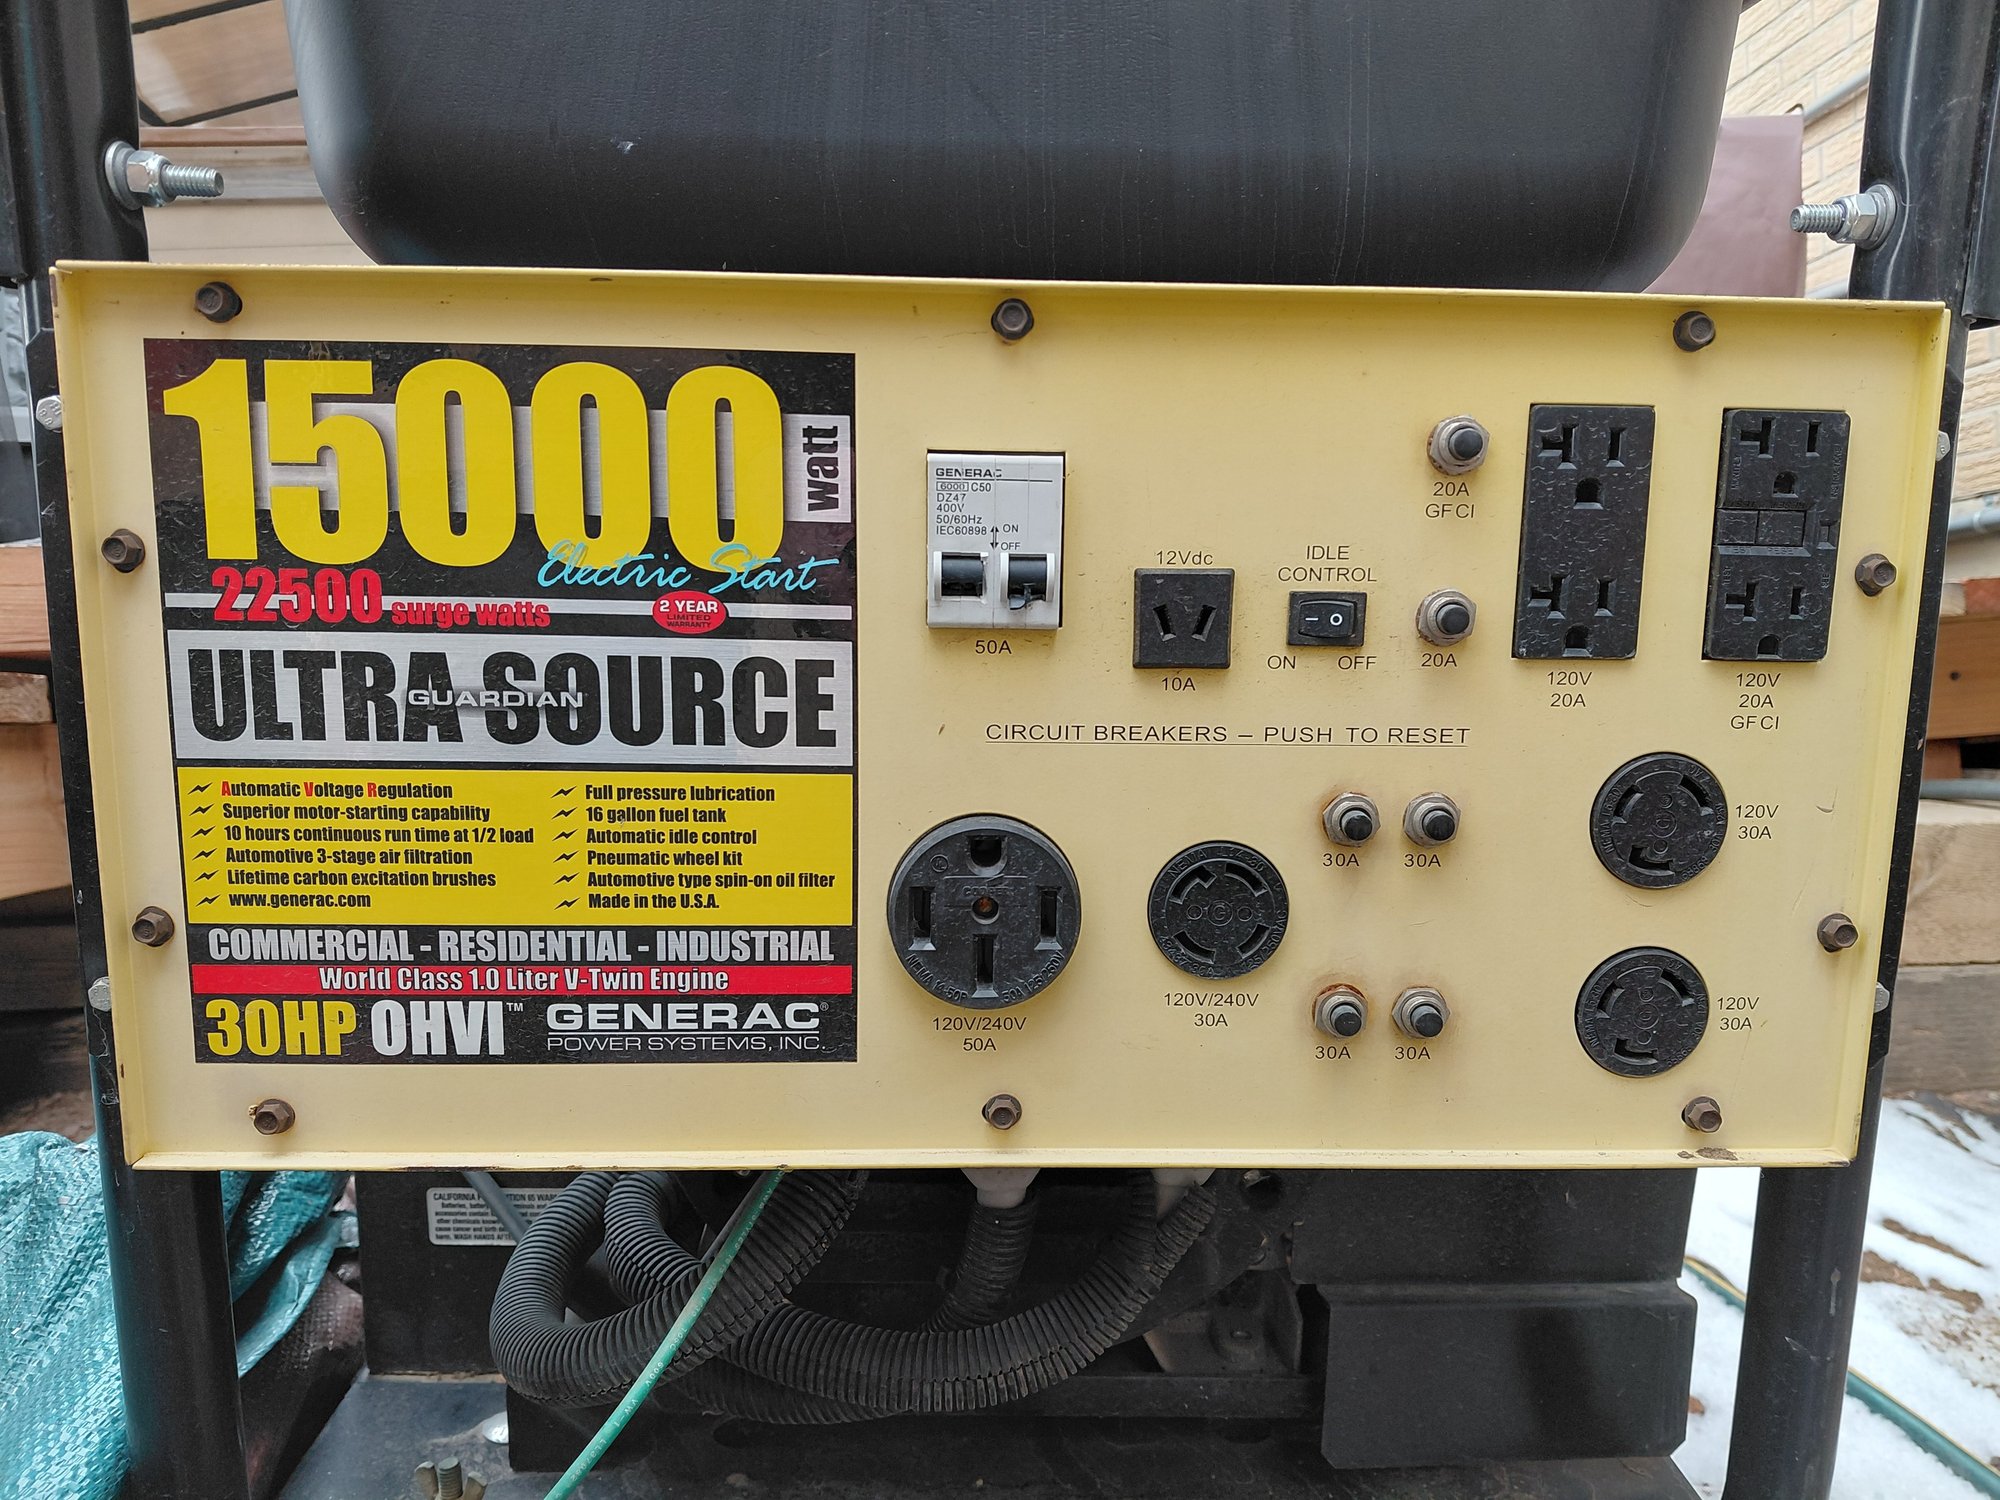 15000
watt
Electric Start
22500 surge watts
2 YEAR
LIMITED
WARRANTY
ULTRA SOURCE
GUARDIAN
Automatic Voltage Regulation
Superior motor-starting capability
10 hours continuous run time at 1/2 load
Automotive 3-stage air filtration
Lifetime carbon excitation brushes
www.generac.com
Full pressure lubrication
16 gallon fuel tank
Automatic idle control
Pneumatic wheel kit
Automotive type spin-on oil filter
Made in the U.S.A.
COMMERCIAL - RESIDENTIAL - INDUSTRIAL
World Class 1.0 Liter V-Twin Engine
30HP OHVI™
GENERAC®
POWER SYSTEMS, INC.
GENERAC
6000 C50
DZ47
400V
50/60Hz
IEC60898
ON
OFF
50A
12Vdc
10A
IDLE
CONTROL
ON OFF
20A
GFCI
20A
120V
20A
120V
20A
GFCI
CIRCUIT BREAKERS – PUSH TO RESET
120V/240V
50A
120V/240V
30A
30A 30A
30A 30A
120V
30A
120V
30A
CALIFORNIA